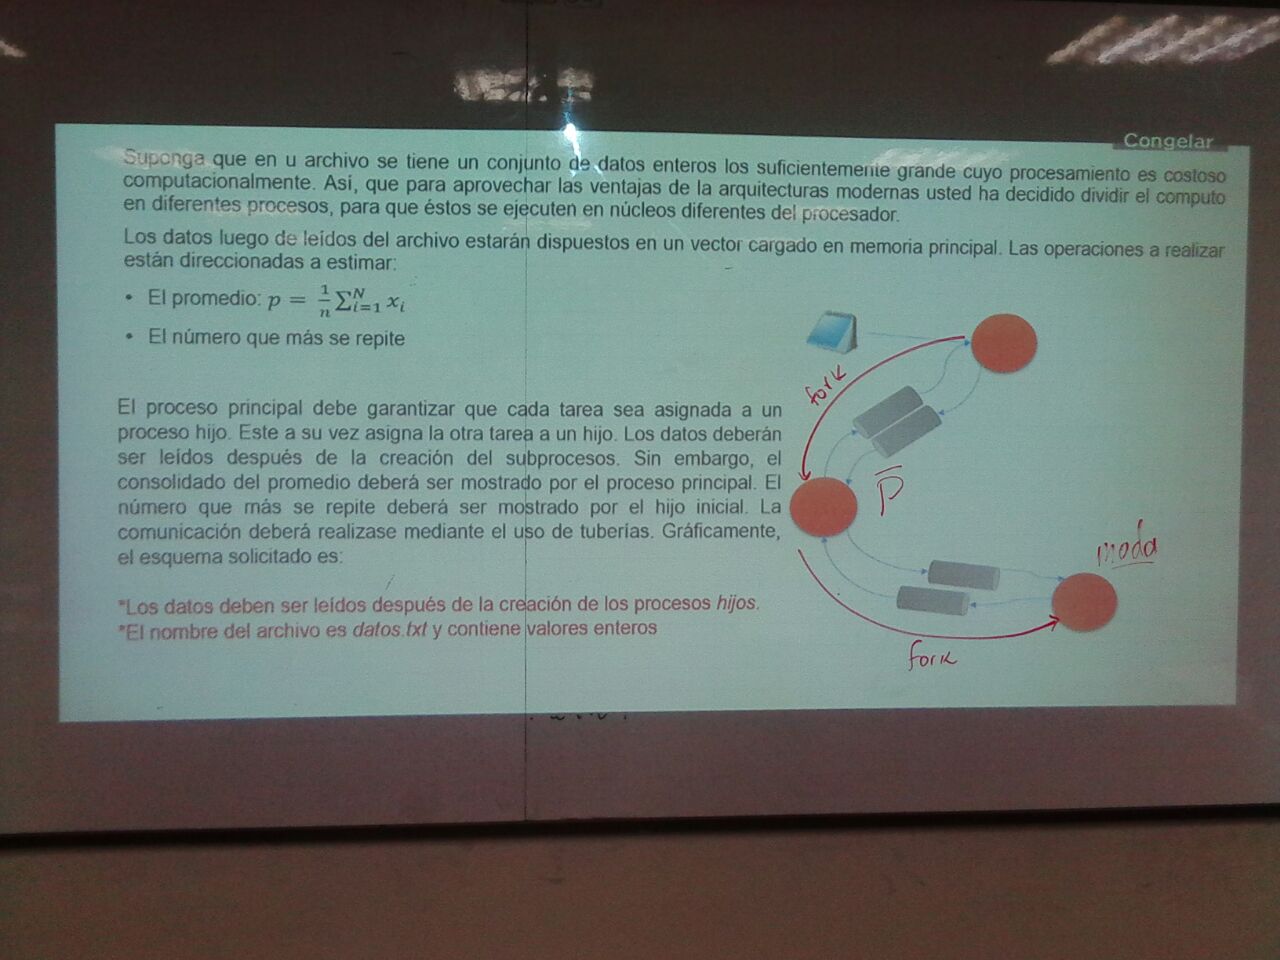 Congelar
Suponga que en u archivo se tiene un conjunto de datos enteros los suficientemente grande cuyo procesamiento es costoso
computacionalmente. Así, que para aprovechar las ventajas de la arquitecturas modernas usted ha decidido dividir el computo
en diferentes procesos, para que éstos se ejecuten en núcleos diferentes del procesador.
Los datos luego de leídos del archivo estarán dispuestos en un vector cargado en memoria principal. Las operaciones a realizar
están direccionadas a estimar:
• El promedio: p = 1/n ∑_{i=1}^{N} x_i
• El número que más se repite
El proceso principal debe garantizar que cada tarea sea asignada a un
proceso hijo. Este a su vez asigna la otra tarea a un hijo. Los datos deberán
ser leídos después de la creación del subprocesos. Sin embargo, el
consolidado del promedio deberá ser mostrado por el proceso principal. El
número que más se repite deberá ser mostrado por el hijo inicial. La
comunicación deberá realizase mediante el uso de tuberías. Gráficamente,
el esquema solicitado es:
*Los datos deben ser leídos después de la creación de los procesos hijos.
*El nombre del archivo es datos.txt y contiene valores enteros
fork
p̄
moda
fork